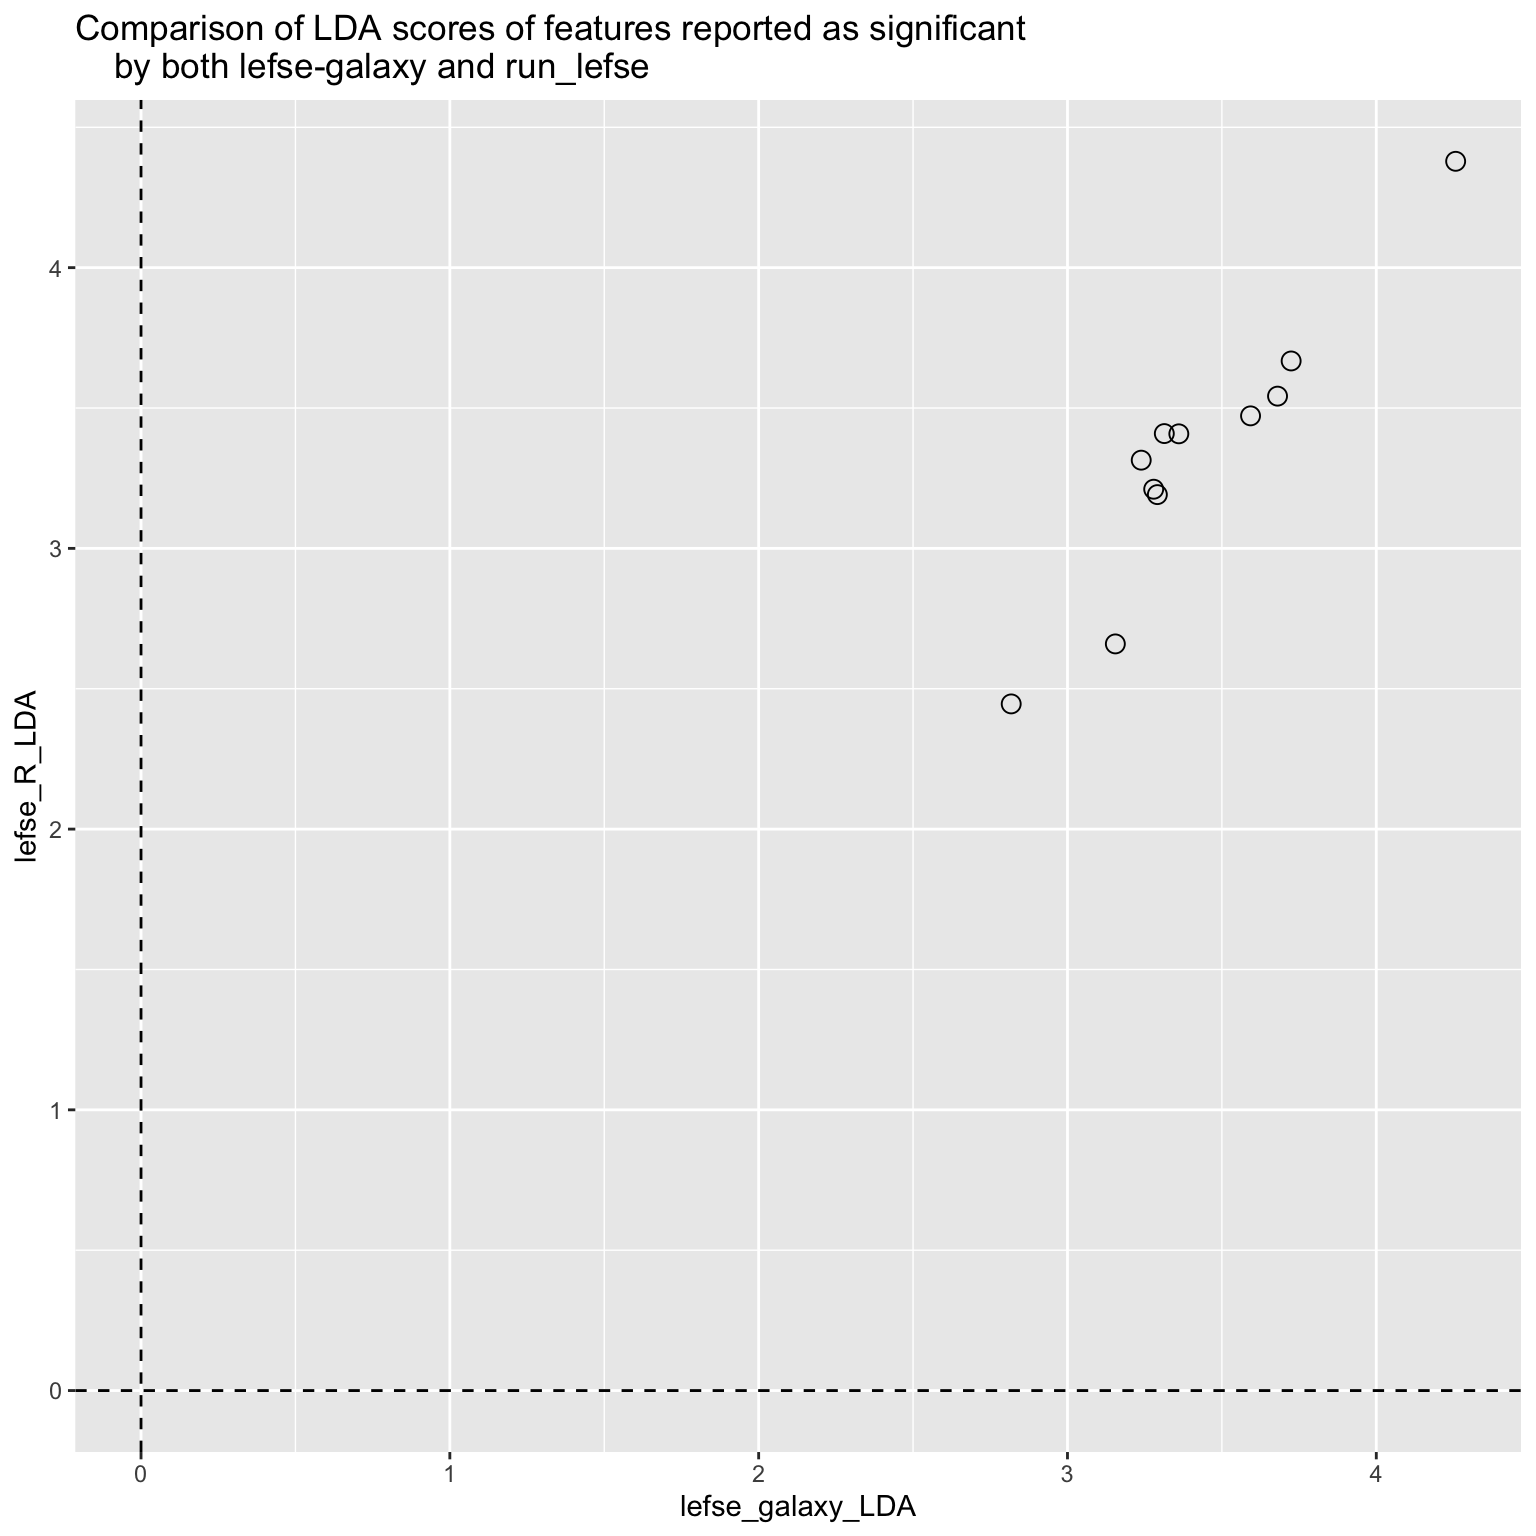 Comparison of LDA scores of features reported as significant
by both lefse-galaxy and run_lefse
lefse_R_LDA
4
3
2
1
0
0 1 2 3 4
lefse_galaxy_LDA